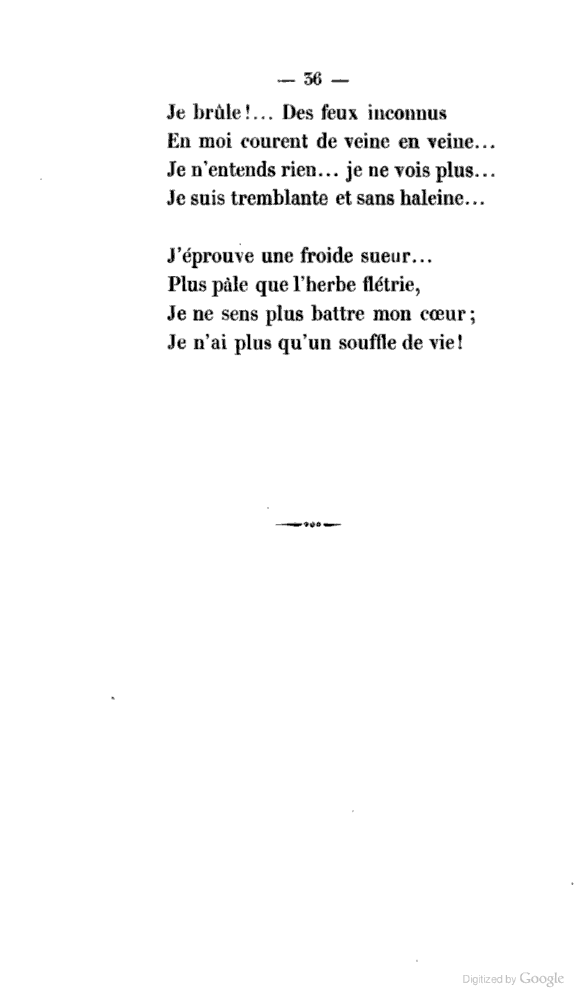 — 36 —
Je brûle!... Des feux inconnus
En moi courent de veine en veine...
Je n'entends rien... je ne vois plus...
Je suis tremblante et sans haleine...
J'éprouve une froide sueur...
Plus pâle que l'herbe flétrie,
Je ne sens plus battre mon cœur;
Je n'ai plus qu'un souffle de vie!
Digitized by Google